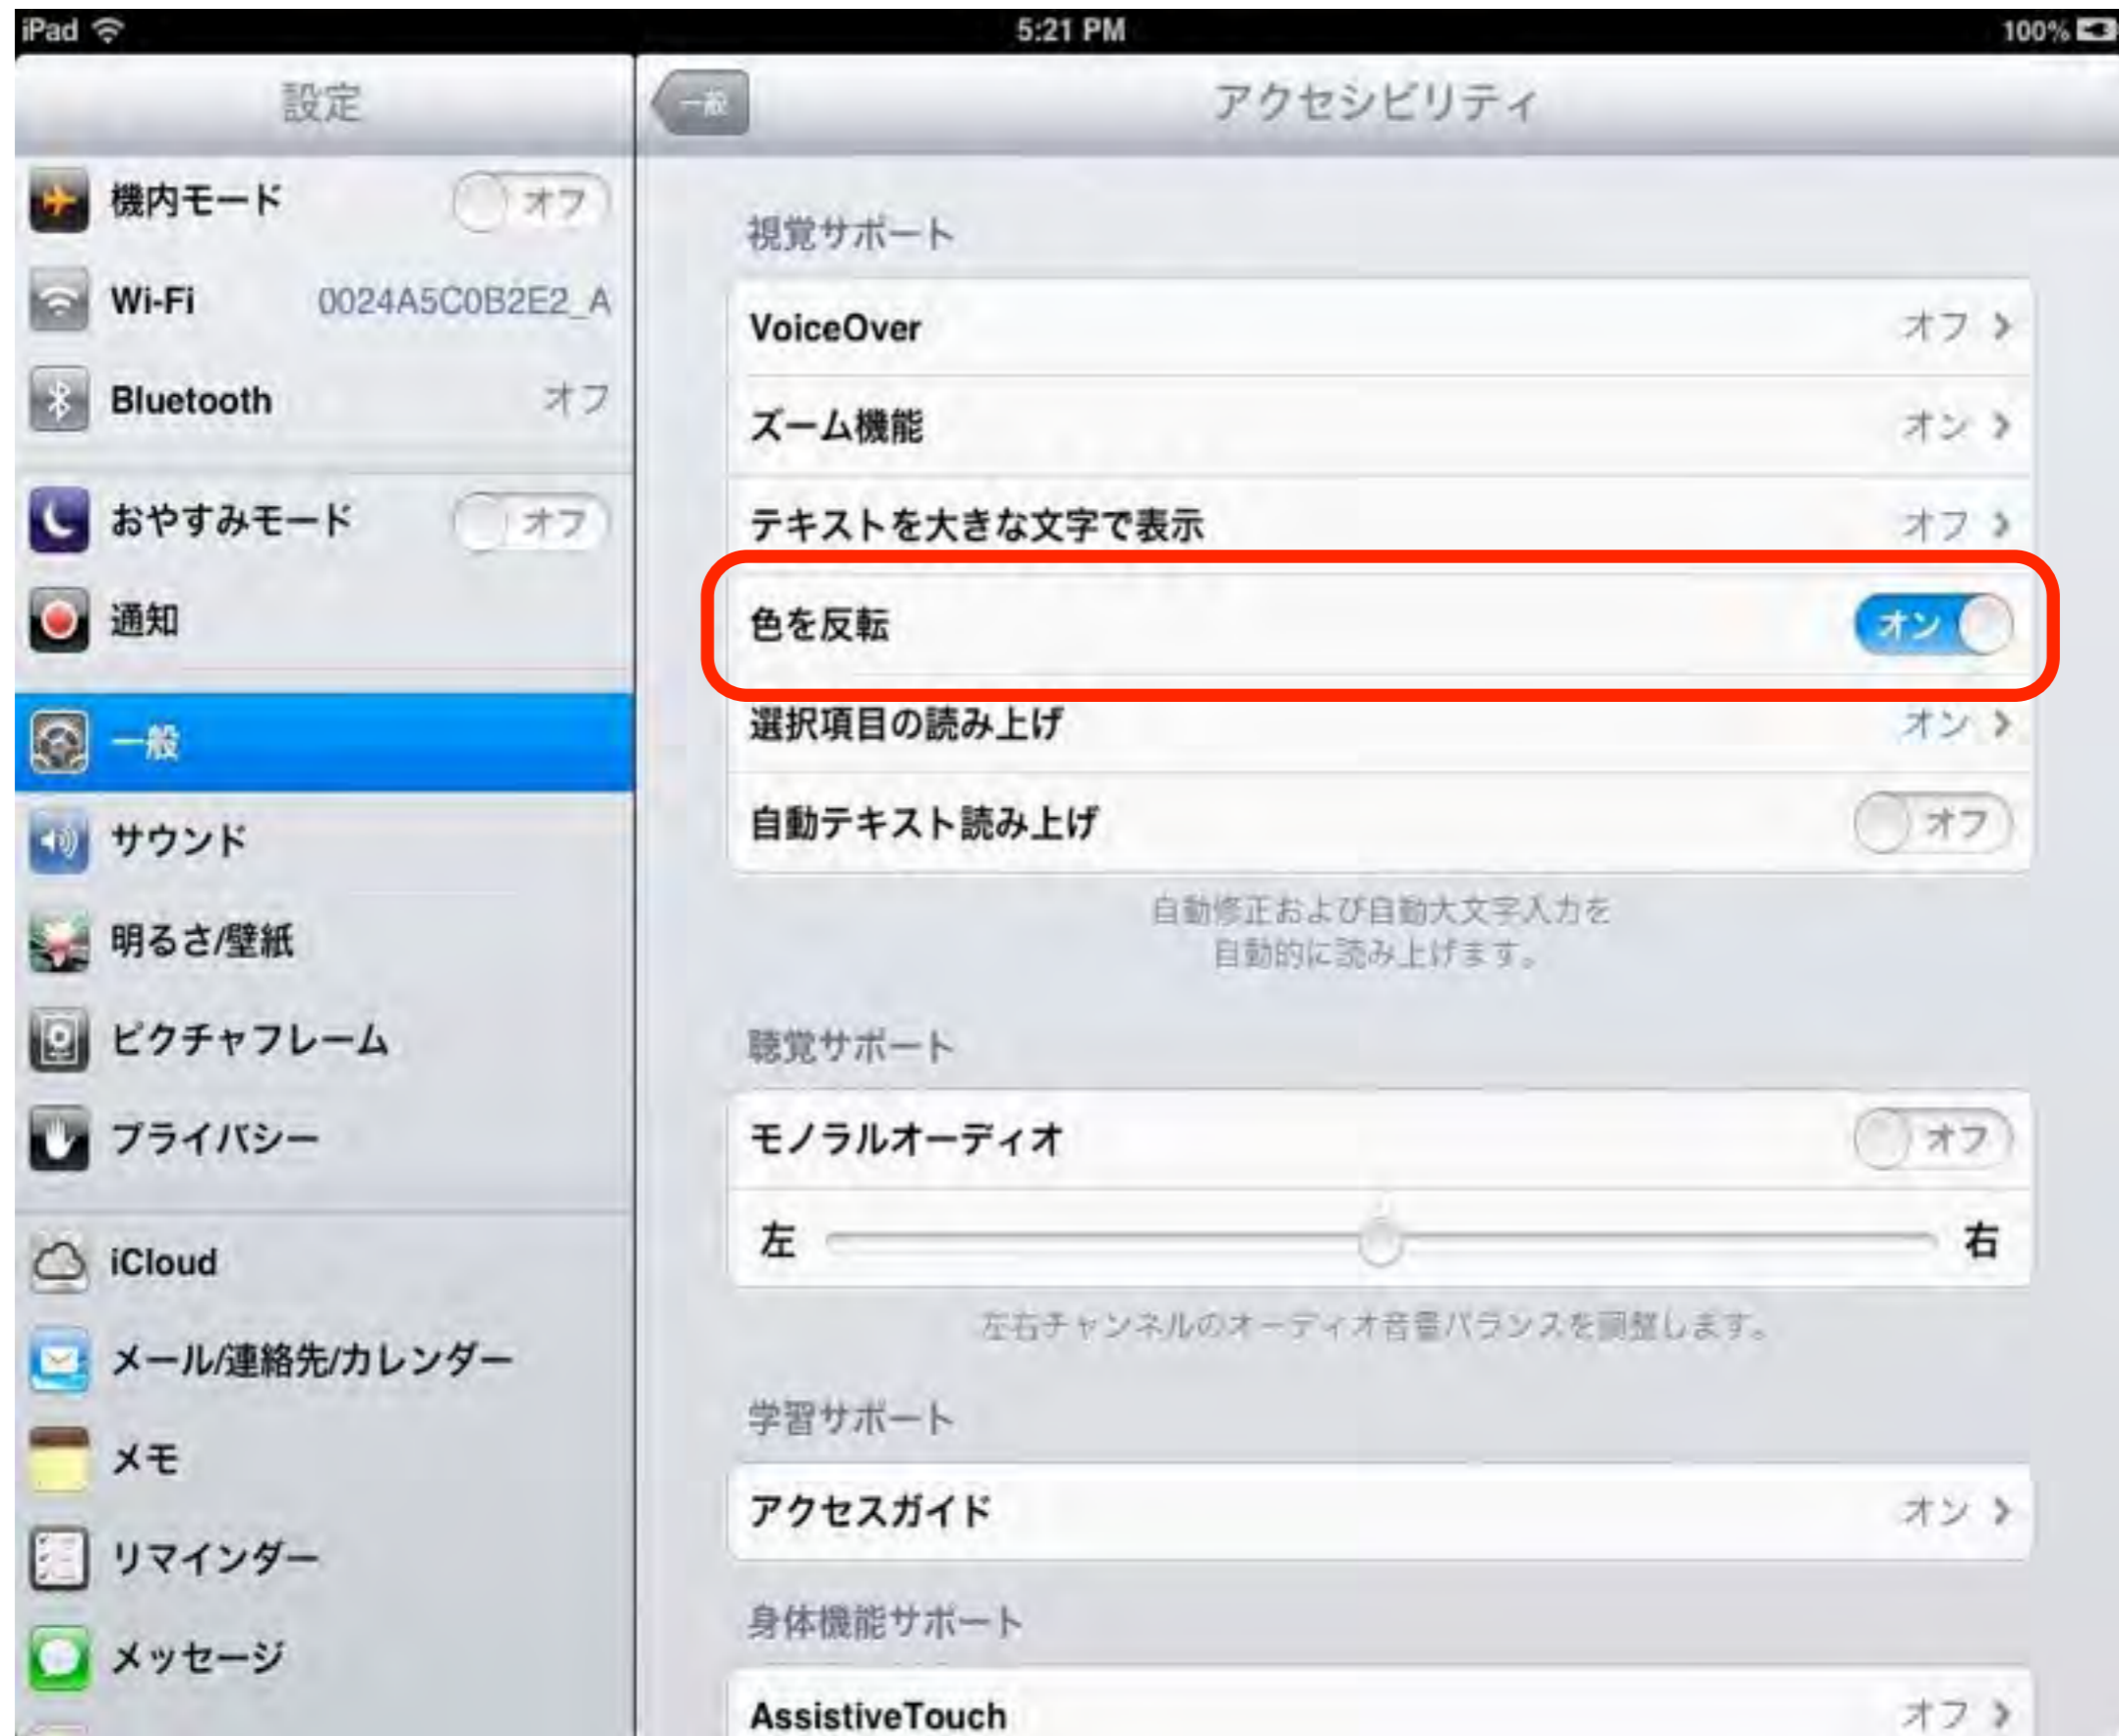 iPad
5:21 PM
100%
設定
機内モード オフ
Wi-Fi 0024A5C0B2E2_A
Bluetooth オフ
おやすみモード オフ
通知
一般
サウンド
明るさ/壁紙
ピクチャフレーム
プライバシー
iCloud
メール/連絡先/カレンダー
メモ
リマインダー
メッセージ
一般
アクセシビリティ
視覚サポート
VoiceOver オフ
ズーム機能 オン
テキストを大きな文字で表示 オフ
色を反転 オン
選択項目の読み上げ オン
自動テキスト読み上げ オフ
自動修正および自動大文字入力を
自動的に読み上げます。
聴覚サポート
モノラルオーディオ オフ
左 右
左右チャンネルのオーディオ音量バランスを調整します。
学習サポート
アクセスガイド オン
身体機能サポート
AssistiveTouch オフ